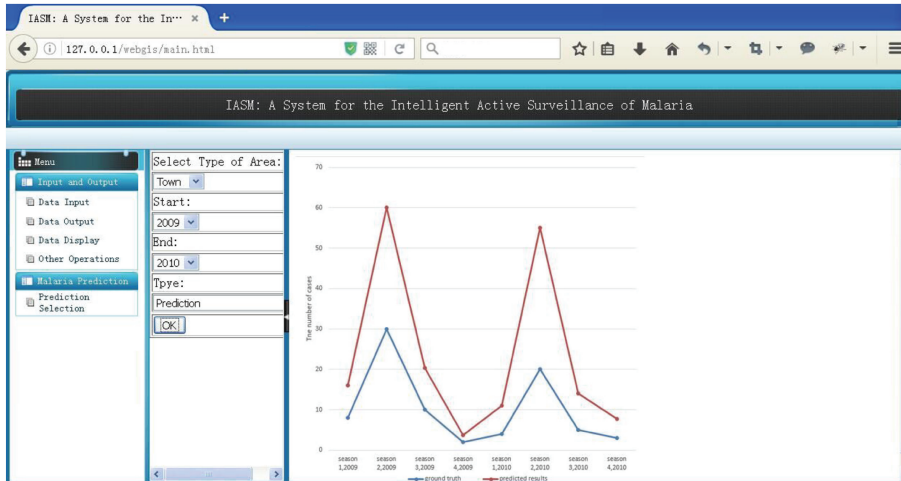 IASM: A System for the In… ×
+
127.0.0.1/webgis/main.html
IASM: A System for the Intelligent Active Surveillance of Malaria
Menu
Input and Output
Data Input
Data Output
Data Display
Other Operations
Malaria Prediction
Prediction
Selection
Select Type of Area:
Town
Start:
2009
End:
2010
Tpye:
Prediction
OK
70
60
50
40
30
20
10
0
Tne number of cases
season 1,2009
season 2,2009
season 3,2009
season 4,2009
season 1,2010
season 2,2010
season 3,2010
season 4,2010
ground truth
predicted results